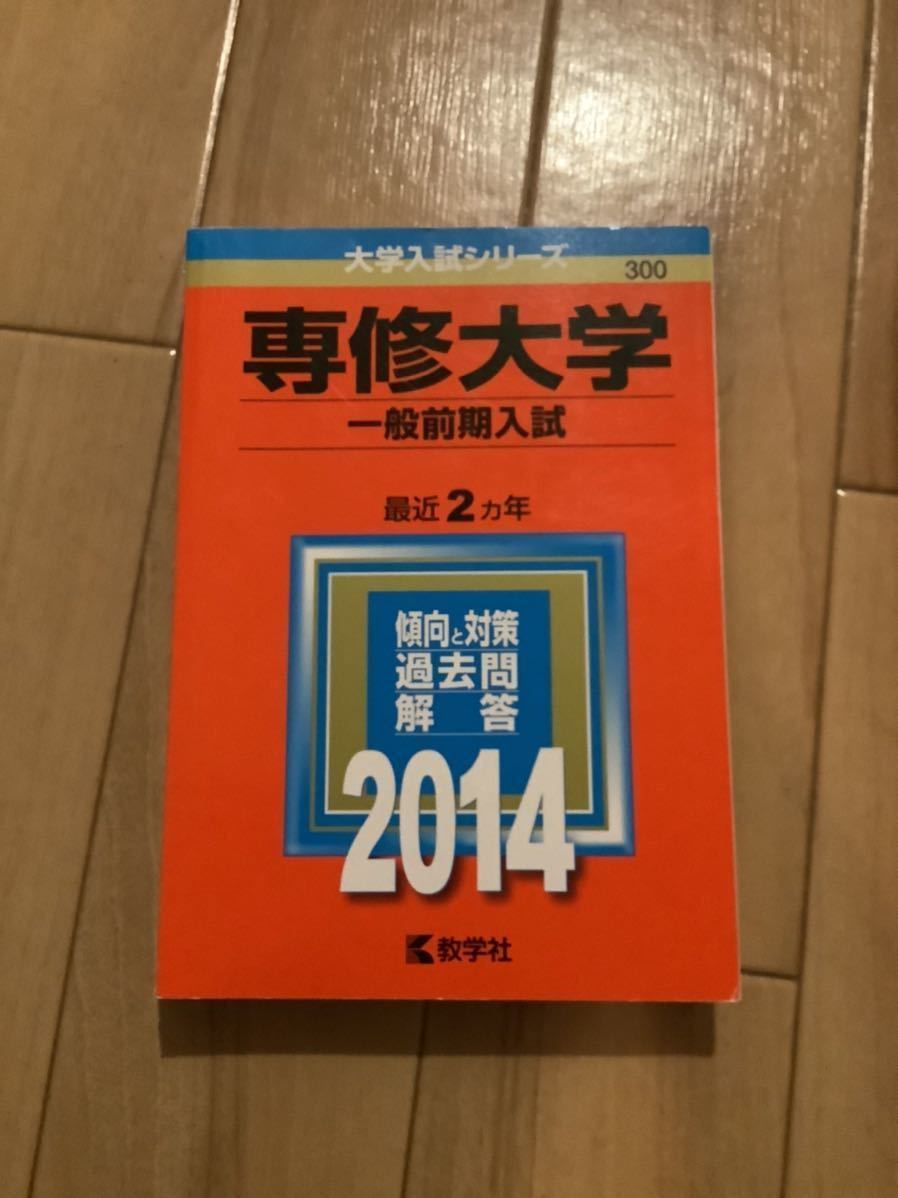 大学入試シリーズ
300
専修大学
一般前期入試
最近2ヵ年
傾向と対策
過去問
解答
2014
教学社